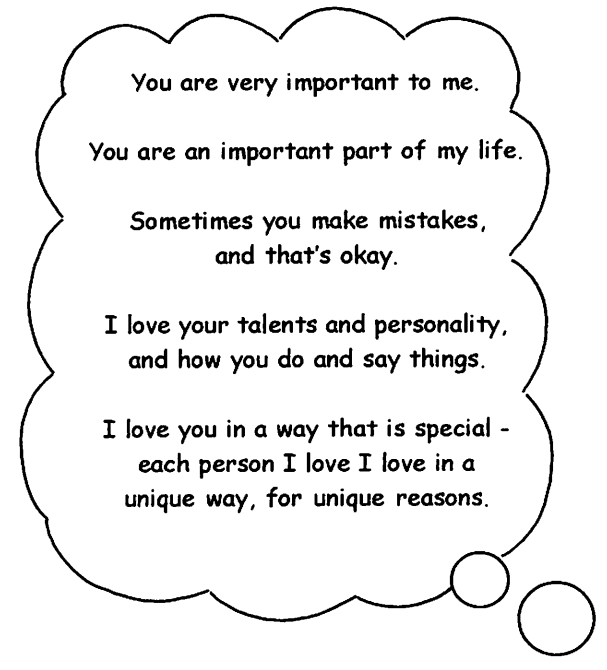 You are very important to me.
You are an important part of my life.
Sometimes you make mistakes,
and that's okay.
I love your talents and personality,
and how you do and say things.
I love you in a way that is special -
each person I love I love in a
unique way, for unique reasons.